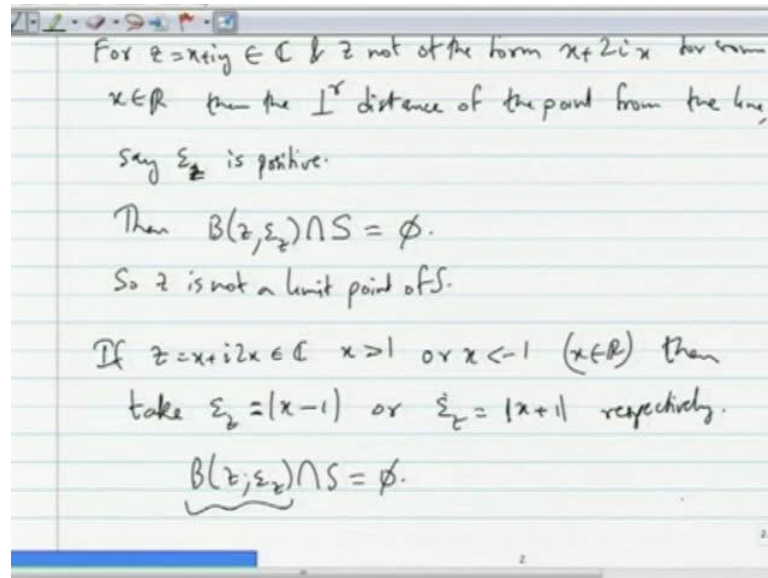 For z = x+iy ∈ ℂ & z not of the form x+2ix for some
x∈ℝ then the ⊥r distance of the point from the line,
say ε_z is positive.
Then B(z,ε_z)∩S = ∅.
So z is not a limit point of S.
If z = x+i2x ∈ ℂ x>1 or x<-1 (x∈ℝ) then
take ε_z = |x-1| or ε_z = |x+1| respectively.
B(z;ε_z)∩S = ∅.
2